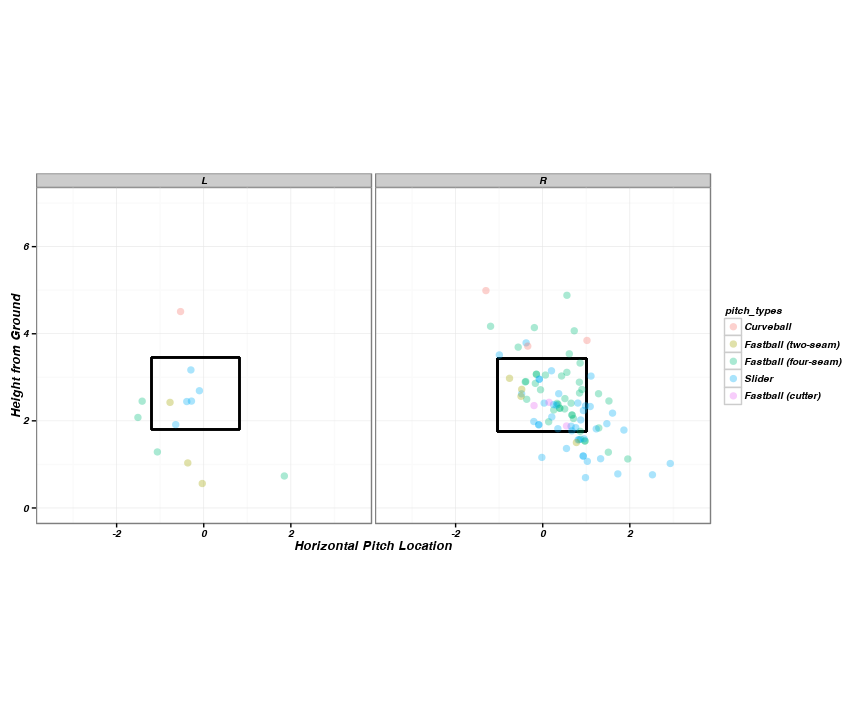 L
R
6
4
2
0
Height from Ground
-2
0
2
-2
0
2
Horizontal Pitch Location
pitch_types
Curveball
Fastball (two-seam)
Fastball (four-seam)
Slider
Fastball (cutter)